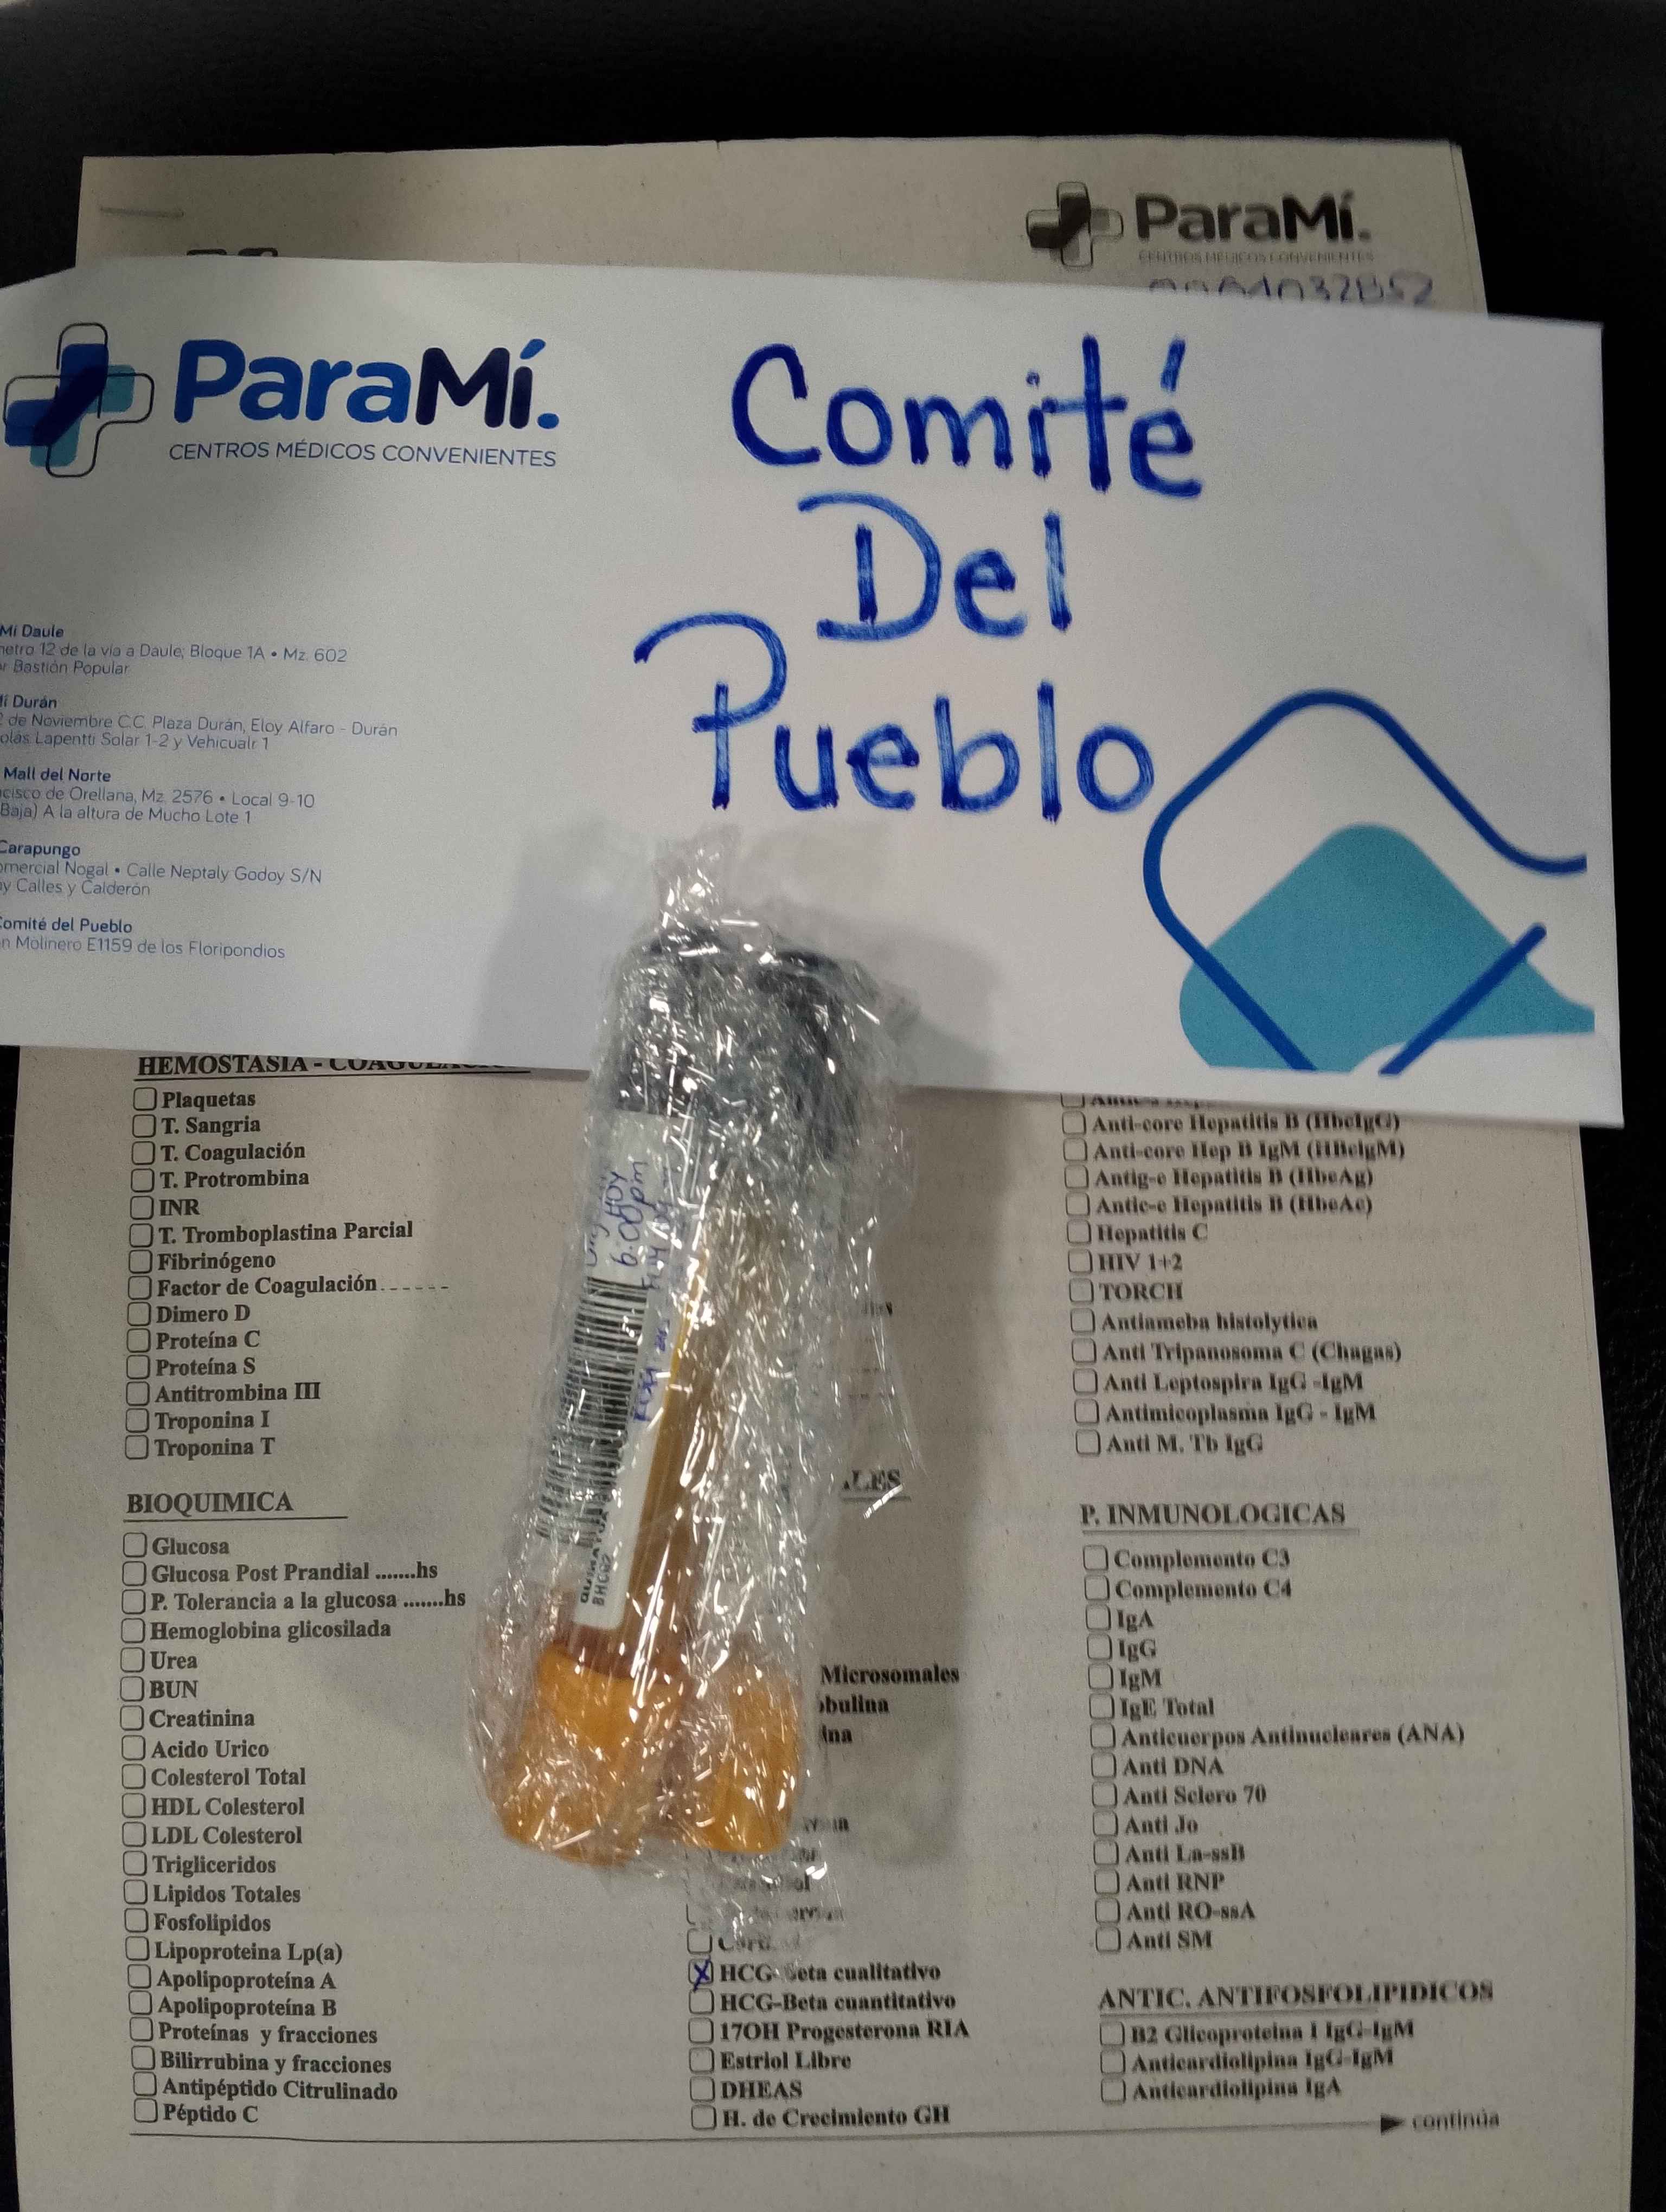 ParaMí.
CENTROS MÉDICOS CONVENIENTES
ParaMí.
CENTROS MÉDICOS CONVENIENTES
Comité
Del
Pueblo
Mí Daule
metro 12 de la vía a Daule, Bloque 1A • Mz. 602
Bastión Popular
Durán
de Noviembre C.C. Plaza Durán, Eloy Alfaro - Durán
Lapentti Solar 1-2 y Vehicualr 1
Mall del Norte
de Orellana, Mz. 2576 • Local 9-10
Baja) A la altura de Mucho Lote 1
Carapungo
Nogal • Calle Neptaly Godoy S/N
y Calles y Calderón
Comité del Pueblo
Molinero E1159 de los Floripondios
HEMOSTASIA -
Plaquetas
T. Sangria
T. Coagulación
T. Protrombina
INR
T. Tromboplastina Parcial
Fibrinógeno
Factor de Coagulación ------
Dimero D
Proteína C
Proteína S
Antitrombina III
Troponina I
Troponina T
BIOQUIMICA
Glucosa
Glucosa Post Prandial .......hs
P. Tolerancia a la glucosa .......hs
Hemoglobina glicosilada
Urea
BUN
Creatinina
Acido Urico
Colesterol Total
HDL Colesterol
LDL Colesterol
Trigliceridos
Lipidos Totales
Fosfolipidos
Lipoproteina Lp(a)
Apolipoproteína A
Apolipoproteína B
Proteínas y fracciones
Bilirrubina y fracciones
Antipéptido Citrulinado
Péptido C
HOY
6:00pm
Microsomales
X HCG-Beta cualitativo
HCG-Beta cuantitativo
17OH Progesterona RIA
Estriol Libre
DHEAS
H. de Crecimiento GH
Anti-core Hepatitis B (HbcIgG)
Anti-core Hep B IgM (HBcIgM)
Antig-e Hepatitis B (HbeAg)
Antic-e Hepatitis B (HbeAc)
Hepatitis C
HIV 1+2
TORCH
Antiameba histolytica
Anti Tripanosoma C (Chagas)
Anti Leptospira IgG -IgM
Antimicoplasma IgG - IgM
Anti M. Tb IgG
P. INMUNOLOGICAS
Complemento C3
Complemento C4
IgA
IgG
IgM
IgE Total
Anticuerpos Antinucleares (ANA)
Anti DNA
Anti Sclero 70
Anti Jo
Anti La-ssB
Anti RNP
Anti RO-ssA
Anti SM
ANTIC. ANTIFOSFOLIPIDICOS
B2 Glicoproteina I IgG-IgM
Anticardiolipina IgG-IgM
Anticardiolipina IgA
continúa